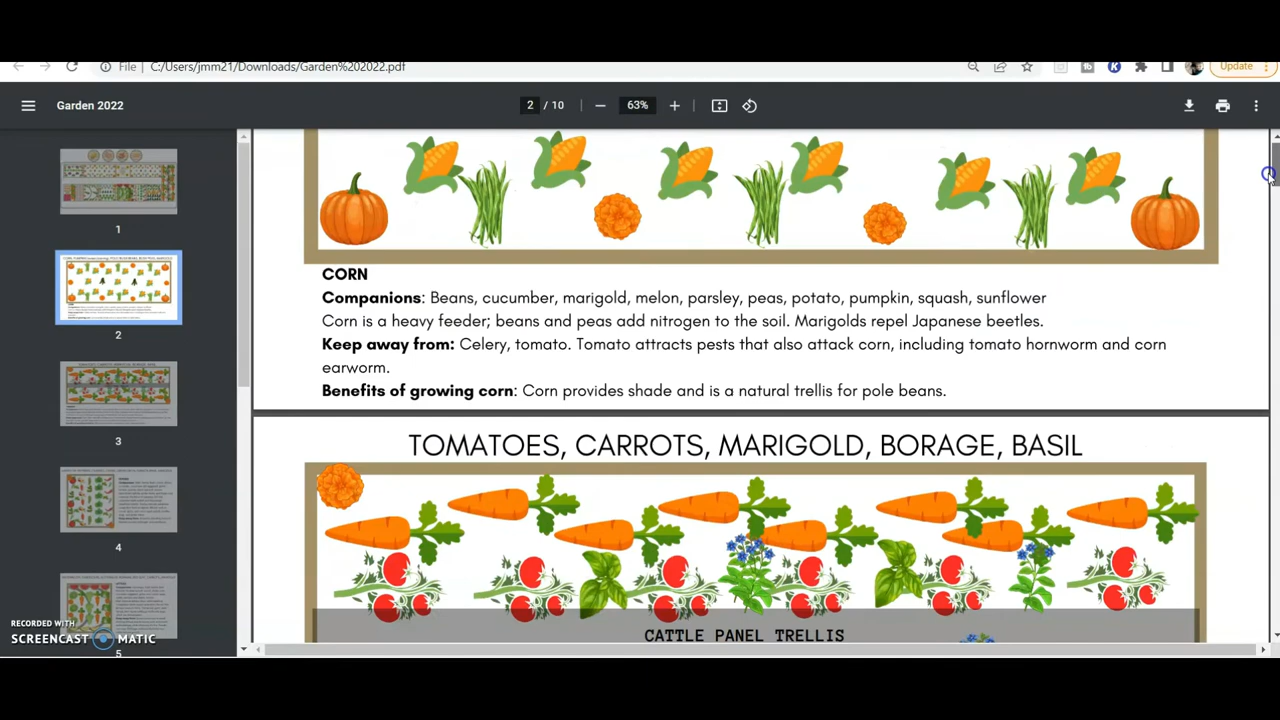 File C:/Users/jmm21/Downloads/Garden%202022.pdf
Update
Garden 2022
2 / 10
63%
1
2
3
4
5
CORN
Companions: Beans, cucumber, marigold, melon, parsley, peas, potato, pumpkin, squash, sunflower
Corn is a heavy feeder; beans and peas add nitrogen to the soil. Marigolds repel Japanese beetles.
Keep away from: Celery, tomato. Tomato attracts pests that also attack corn, including tomato hornworm and corn
earworm.
Benefits of growing corn: Corn provides shade and is a natural trellis for pole beans.
TOMATOES, CARROTS, MARIGOLD, BORAGE, BASIL
CATTLE PANEL TRELLIS
RECORDED WITH
SCREENCAST MATIC